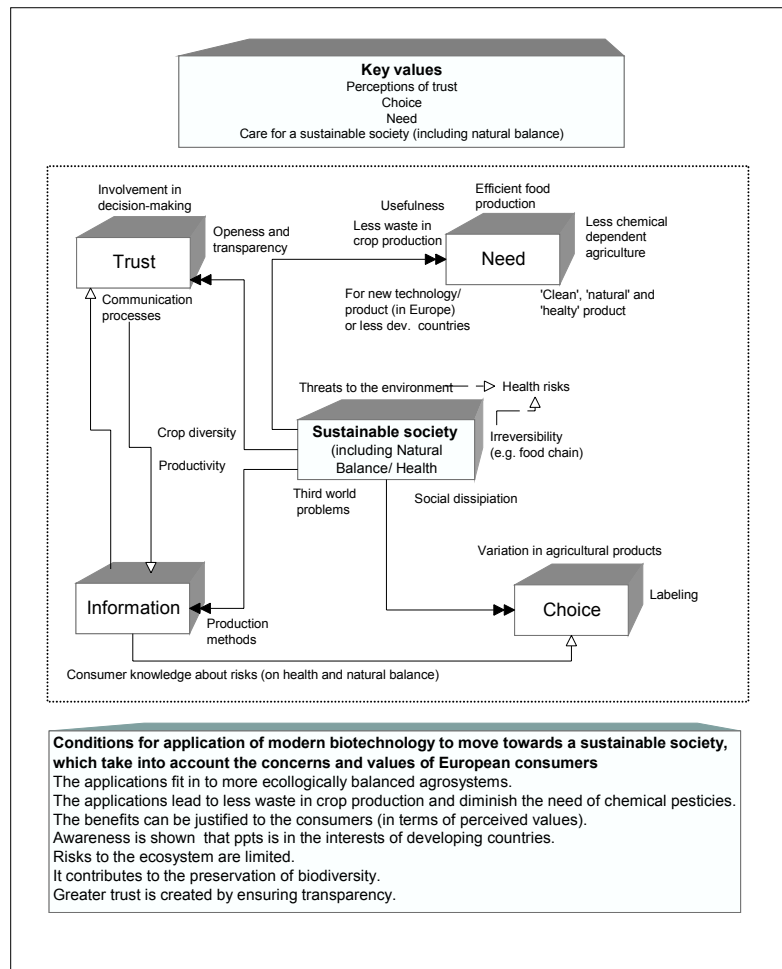 Key values
Perceptions of trust
Choice
Need
Care for a sustainable society (including natural balance)
Involvement in
decision-making
Openess and
transparency
Trust
Communication
processes
Usefulness
Less waste in
crop production
Efficient food
production
Less chemical
dependent
agriculture
Need
For new technology/
product (in Europe)
or less dev. countries
'Clean', 'natural' and
'healty' product
Threats to the environment
Health risks
Crop diversity
Productivity
Sustainable society
(including Natural
Balance/ Health
Irreversibility
(e.g. food chain)
Third world
problems
Social dissipiation
Variation in agricultural products
Information
Production
methods
Choice
Labeling
Consumer knowledge about risks (on health and natural balance)
Conditions for application of modern biotechnology to move towards a sustainable society,
which take into account the concerns and values of European consumers
The applications fit in to more ecollogically balanced agrosystems.
The applications lead to less waste in crop production and diminish the need of chemical pesticies.
The benefits can be justified to the consumers (in terms of perceived values).
Awareness is shown that ppts is in the interests of developing countries.
Risks to the ecosystem are limited.
It contributes to the preservation of biodiversity.
Greater trust is created by ensuring transparency.